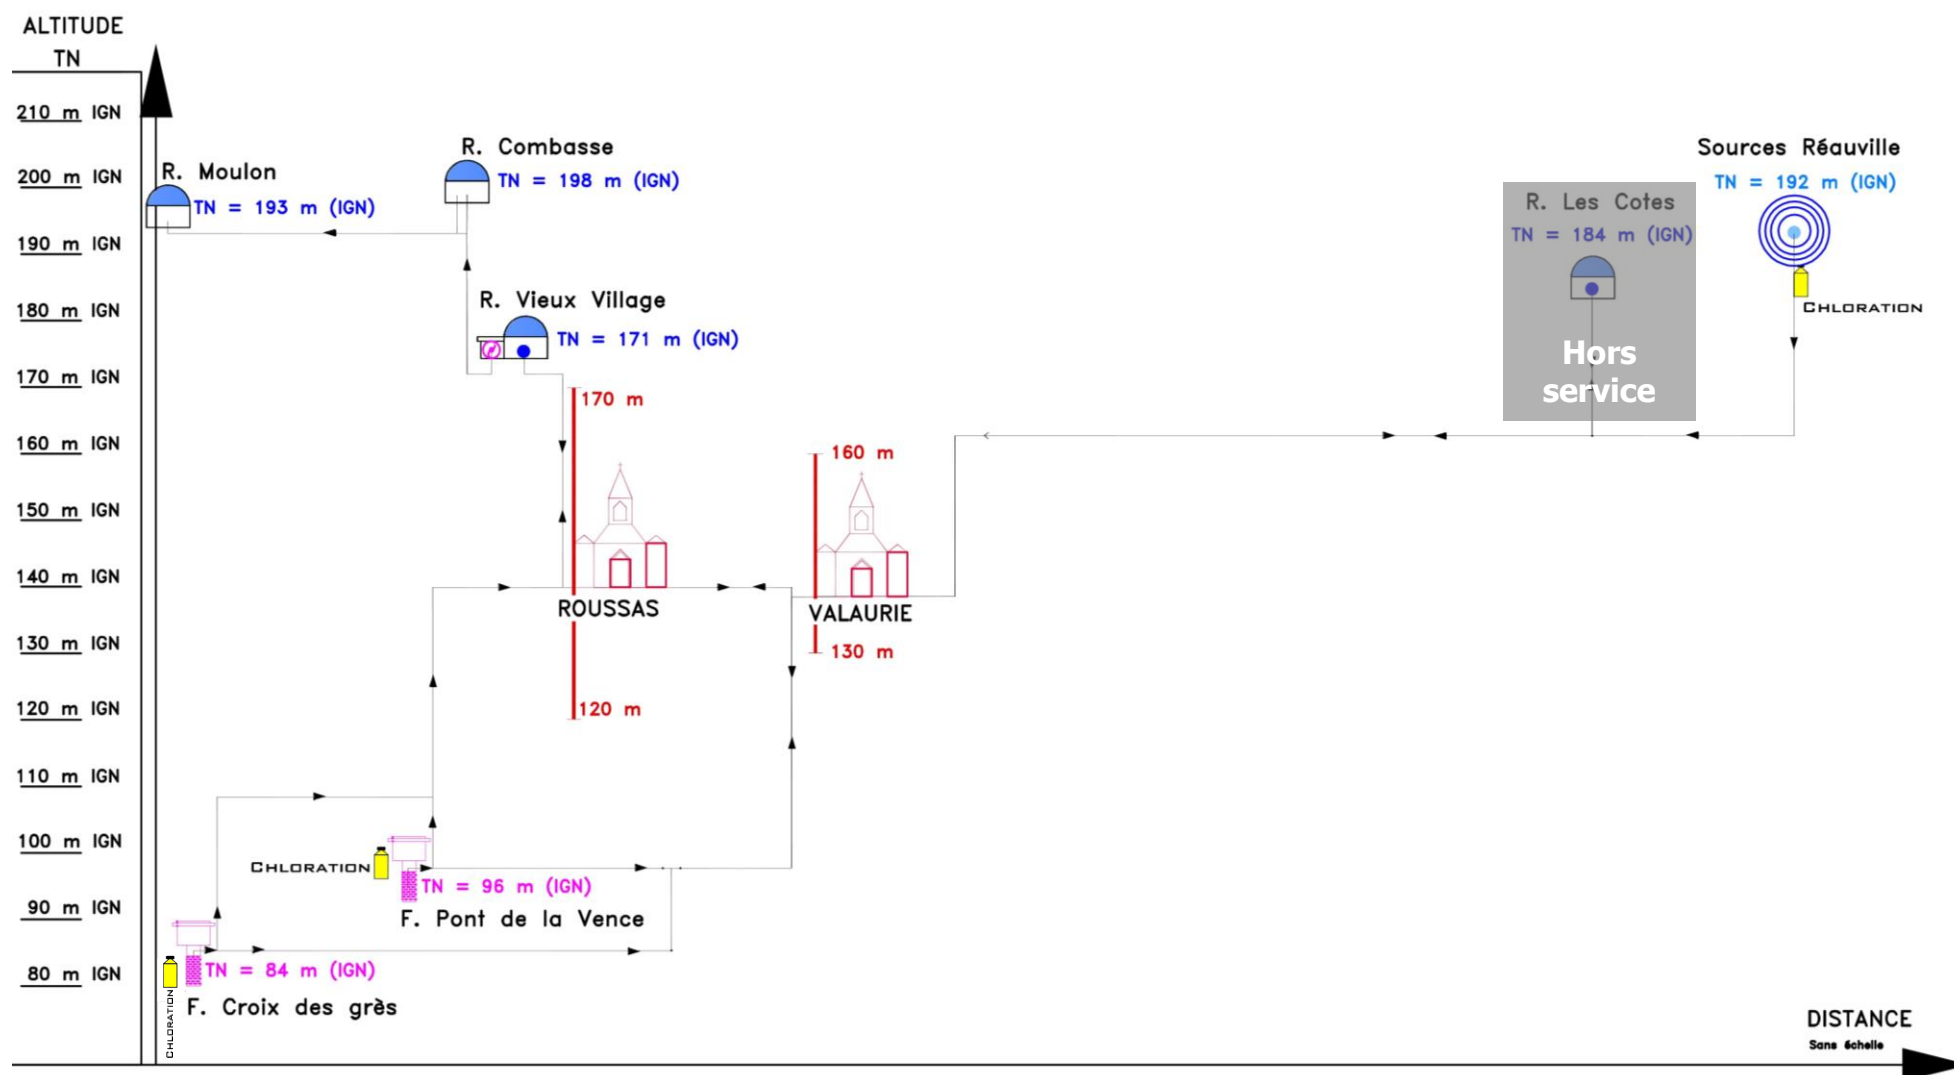 ALTITUDE
TN
210 m IGN
200 m IGN
190 m IGN
180 m IGN
170 m IGN
160 m IGN
150 m IGN
140 m IGN
130 m IGN
120 m IGN
110 m IGN
100 m IGN
90 m IGN
80 m IGN
R. Moulon
TN = 193 m (IGN)
R. Combasse
TN = 198 m (IGN)
R. Vieux Village
TN = 171 m (IGN)
170 m
ROUSSAS
120 m
160 m
VALAURIE
130 m
R. Les Cotes
TN = 184 m (IGN)
Hors
service
Sources Réauville
TN = 192 m (IGN)
CHLORATION
CHLORATION
TN = 96 m (IGN)
F. Pont de la Vence
TN = 84 m (IGN)
F. Croix des grès
CHLORATION
DISTANCE
Sans échelle